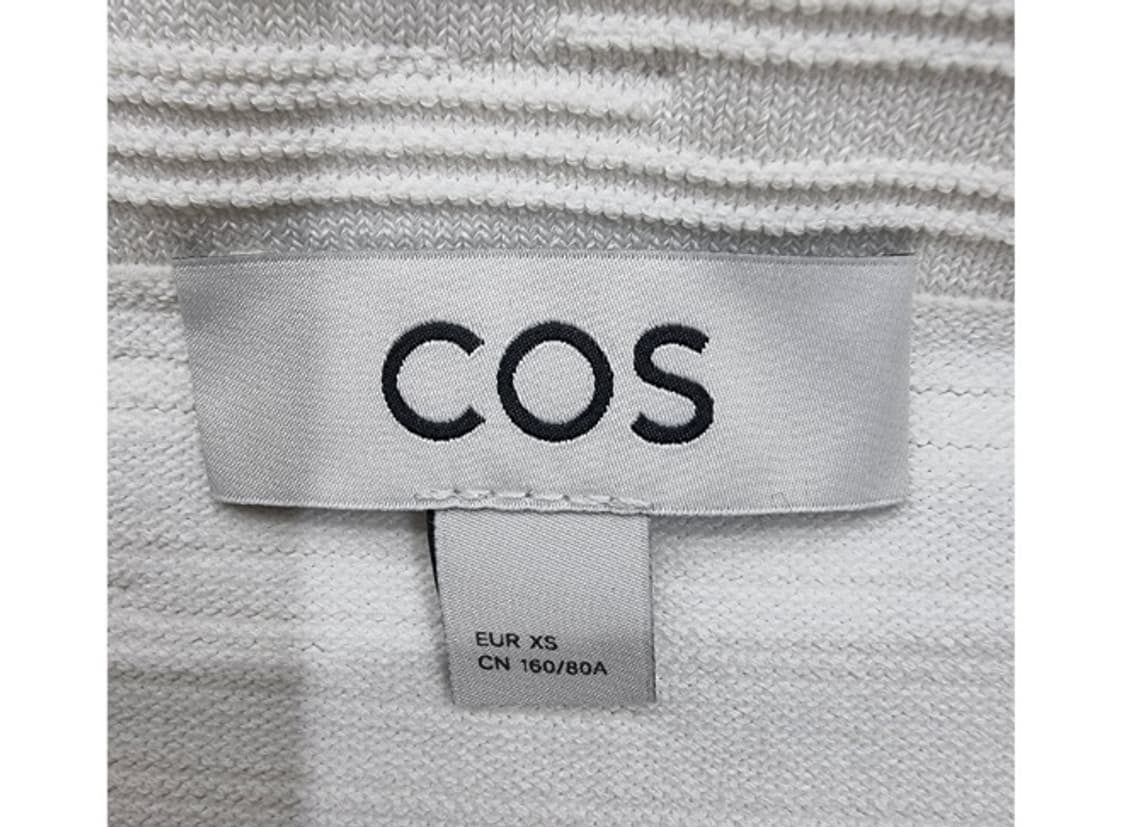 COS
EUR XS
CN 160/80A